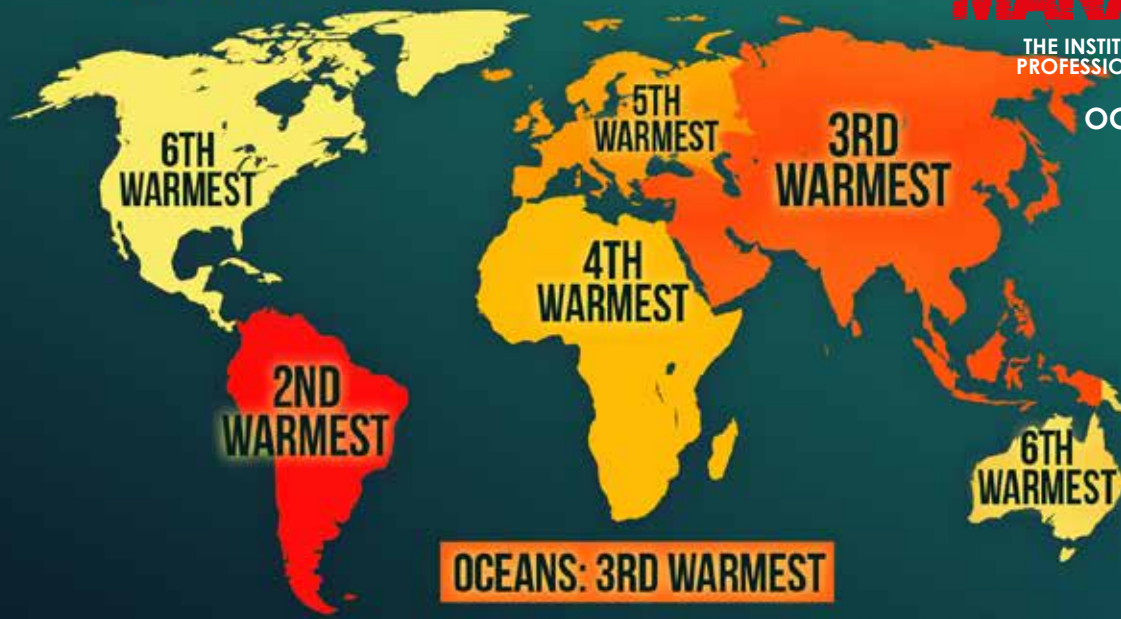 THE INSTIT
PROFESSIO
OC
6TH
WARMEST
5TH
WARMEST
3RD
WARMEST
4TH
WARMEST
2ND
WARMEST
6TH
WARMEST
OCEANS: 3RD WARMEST